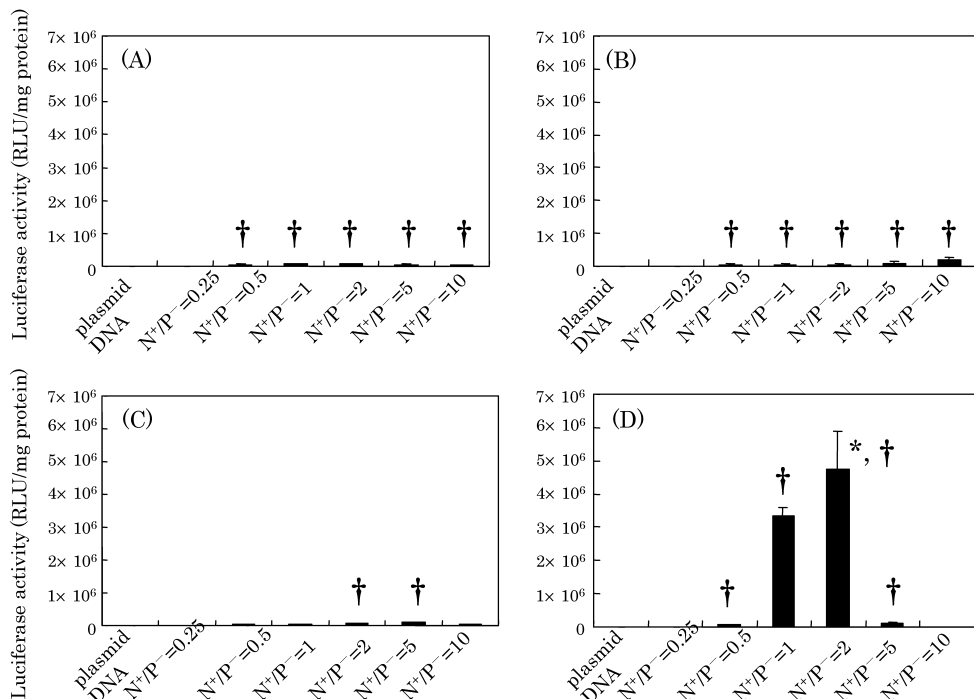 Luciferase activity (RLU/mg protein)
(A)
7× 10⁶
6× 10⁶
5× 10⁶
4× 10⁶
3× 10⁶
2× 10⁶
1× 10⁶
0
† † † † †
plasmid DNA
N⁺/P⁻=0.25
N⁺/P⁻=0.5
N⁺/P⁻=1
N⁺/P⁻=2
N⁺/P⁻=5
N⁺/P⁻=10
(B)
7× 10⁶
6× 10⁶
5× 10⁶
4× 10⁶
3× 10⁶
2× 10⁶
1× 10⁶
0
† † † † †
plasmid DNA
N⁺/P⁻=0.25
N⁺/P⁻=0.5
N⁺/P⁻=1
N⁺/P⁻=2
N⁺/P⁻=5
N⁺/P⁻=10
Luciferase activity (RLU/mg protein)
(C)
7× 10⁶
6× 10⁶
5× 10⁶
4× 10⁶
3× 10⁶
2× 10⁶
1× 10⁶
0
† †
plasmid DNA
N⁺/P⁻=0.25
N⁺/P⁻=0.5
N⁺/P⁻=1
N⁺/P⁻=2
N⁺/P⁻=5
N⁺/P⁻=10
(D)
7× 10⁶
6× 10⁶
5× 10⁶
4× 10⁶
3× 10⁶
2× 10⁶
1× 10⁶
0
† † *, † †
plasmid DNA
N⁺/P⁻=0.25
N⁺/P⁻=0.5
N⁺/P⁻=1
N⁺/P⁻=2
N⁺/P⁻=5
N⁺/P⁻=10